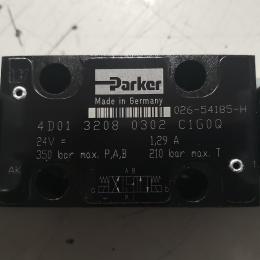 Parker
Made in Germany
026-54185-H
4D01 3208 0302 C1G0Q
24V = 1,29 A
350 bar max. P,A,B 210 bar max. T
AK
A B